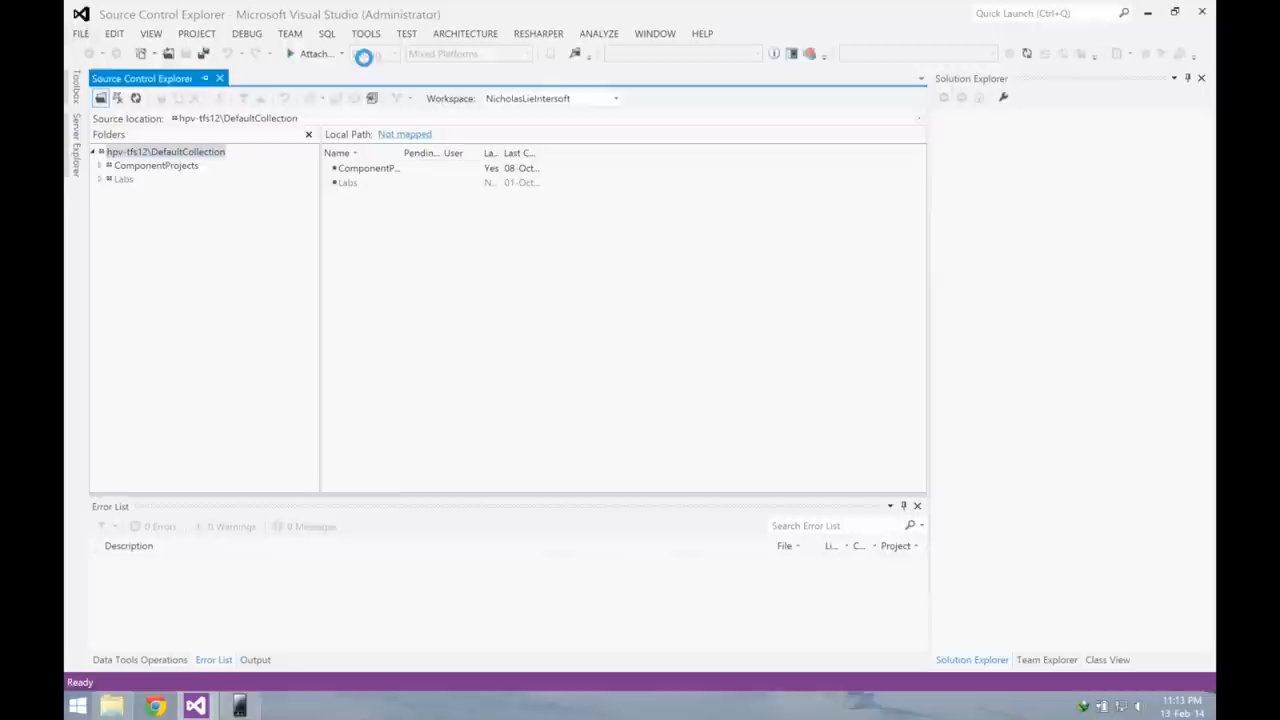 Source Control Explorer - Microsoft Visual Studio (Administrator)
Quick Launch (Ctrl+Q)
FILE EDIT VIEW PROJECT DEBUG TEAM SQL TOOLS TEST ARCHITECTURE RESHARPER ANALYZE WINDOW HELP
Attach... Mixed Platforms
Toolbox
Server Explorer
Source Control Explorer
Solution Explorer
Workspace: NicholasLieIntersoft
Source location: hpv-tfs12\DefaultCollection
Folders
Local Path: Not mapped
hpv-tfs12\DefaultCollection
ComponentProjects
Labs
Name Pendin... User La... Last C...
ComponentP... Yes 08-Oct...
Labs N... 01-Oct...
Error List
0 Errors 0 Warnings 0 Messages
Search Error List
Description File Li... C... Project
Data Tools Operations Error List Output
Solution Explorer Team Explorer Class View
Ready
11:13 PM
13 Feb 14